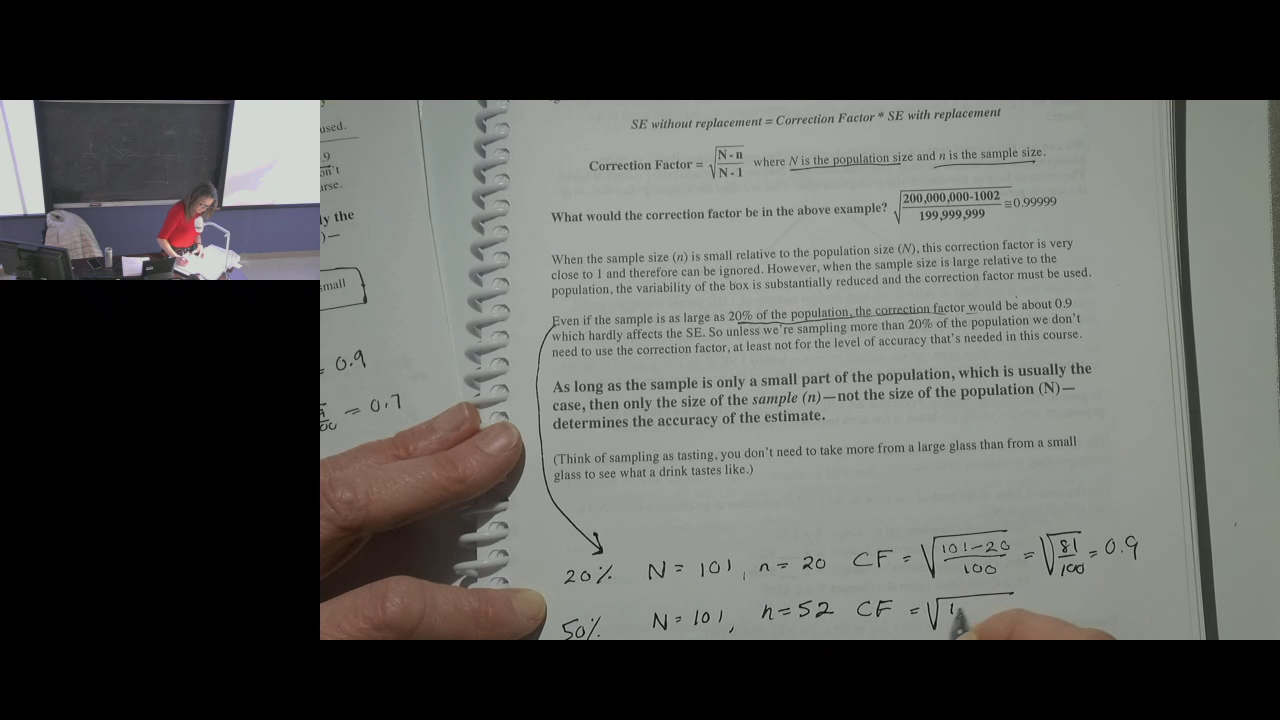 used.
SE without replacement = Correction Factor * SE with replacement
.9
Correction Factor = √(N - n / N - 1) where N is the population size and n is the sample size.
What would the correction factor be in the above example? √(200,000,000-1002 / 199,999,999) ≅0.99999
ly the
)—
When the sample size (n) is small relative to the population size (N), this correction factor is very
close to 1 and therefore can be ignored. However, when the sample size is large relative to the
population, the variability of the box is substantially reduced and the correction factor must be used.
small
Even if the sample is as large as 20% of the population, the correction factor would be about 0.9
which hardly affects the SE. So unless we're sampling more than 20% of the population we don't
need to use the correction factor, at least not for the level of accuracy that's needed in this course.
= 0.9
= 0.7
As long as the sample is only a small part of the population, which is usually the
case, then only the size of the sample (n)—not the size of the population (N)—
determines the accuracy of the estimate.
(Think of sampling as tasting, you don't need to take more from a large glass than from a small
glass to see what a drink tastes like.)
20% N = 101, n = 20 CF = √(101-20 / 100) = √(81 / 100) = 0.9
50% N = 101, n = 52 CF = √1